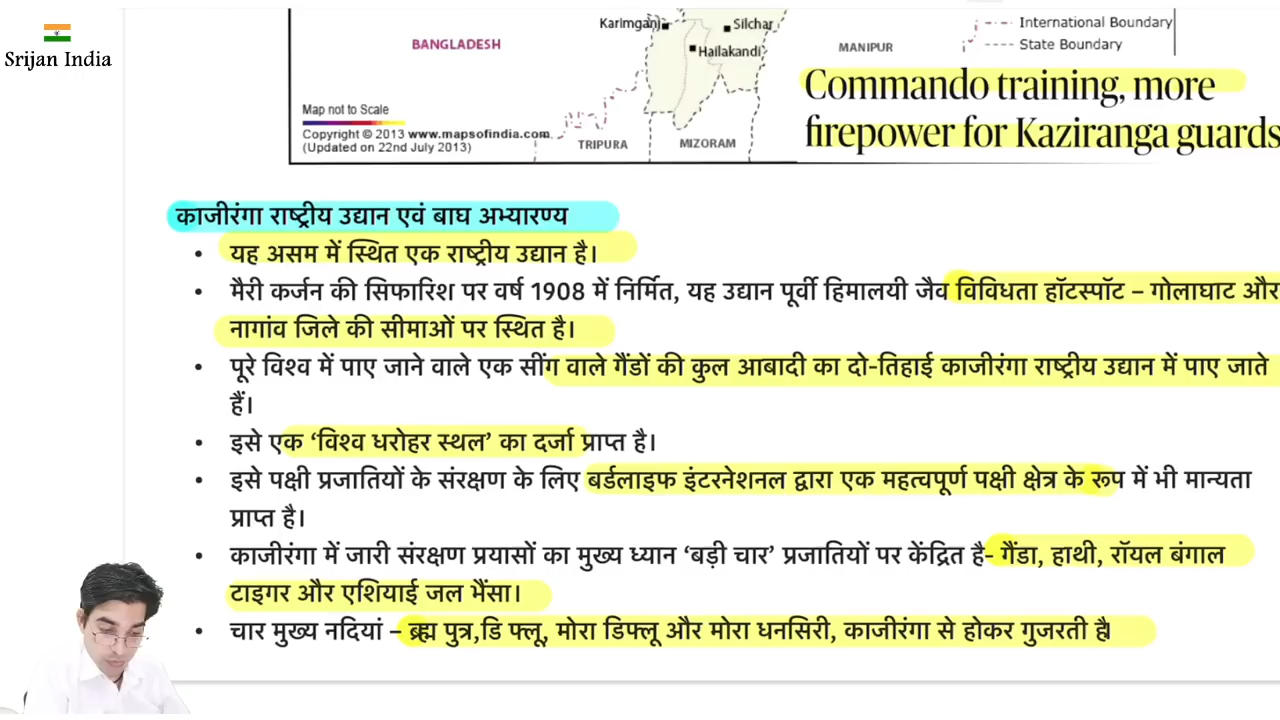 Srijan India
Karimganj
Silchar
Hailakandi
BANGLADESH
MANIPUR
International Boundary
State Boundary
Map not to Scale
Copyright © 2013 www.mapsofindia.com
(Updated on 22nd July 2013)
TRIPURA
MIZORAM
Commando training, more
firepower for Kaziranga guards
काजीरंगा राष्ट्रीय उद्यान एवं बाघ अभ्यारण्य
• यह असम में स्थित एक राष्ट्रीय उद्यान है।
• मैरी कर्जन की सिफारिश पर वर्ष 1908 में निर्मित, यह उद्यान पूर्वी हिमालयी जैव विविधता हॉटस्पॉट – गोलाघाट और
नागांव जिले की सीमाओं पर स्थित है।
• पूरे विश्व में पाए जाने वाले एक सींग वाले गैंडों की कुल आबादी का दो-तिहाई काजीरंगा राष्ट्रीय उद्यान में पाए जाते
हैं।
• इसे एक ‘विश्व धरोहर स्थल’ का दर्जा प्राप्त है।
• इसे पक्षी प्रजातियों के संरक्षण के लिए बर्डलाइफ इंटरनेशनल द्वारा एक महत्वपूर्ण पक्षी क्षेत्र के रूप में भी मान्यता
प्राप्त है।
• काजीरंगा में जारी संरक्षण प्रयासों का मुख्य ध्यान ‘बड़ी चार’ प्रजातियों पर केंद्रित है- गैंडा, हाथी, रॉयल बंगाल
टाइगर और एशियाई जल भैंसा।
• चार मुख्य नदियां – ब्रह्म पुत्र,डि फ्लू, मोरा डिफ्लू और मोरा धनसिरी, काजीरंगा से होकर गुजरती है